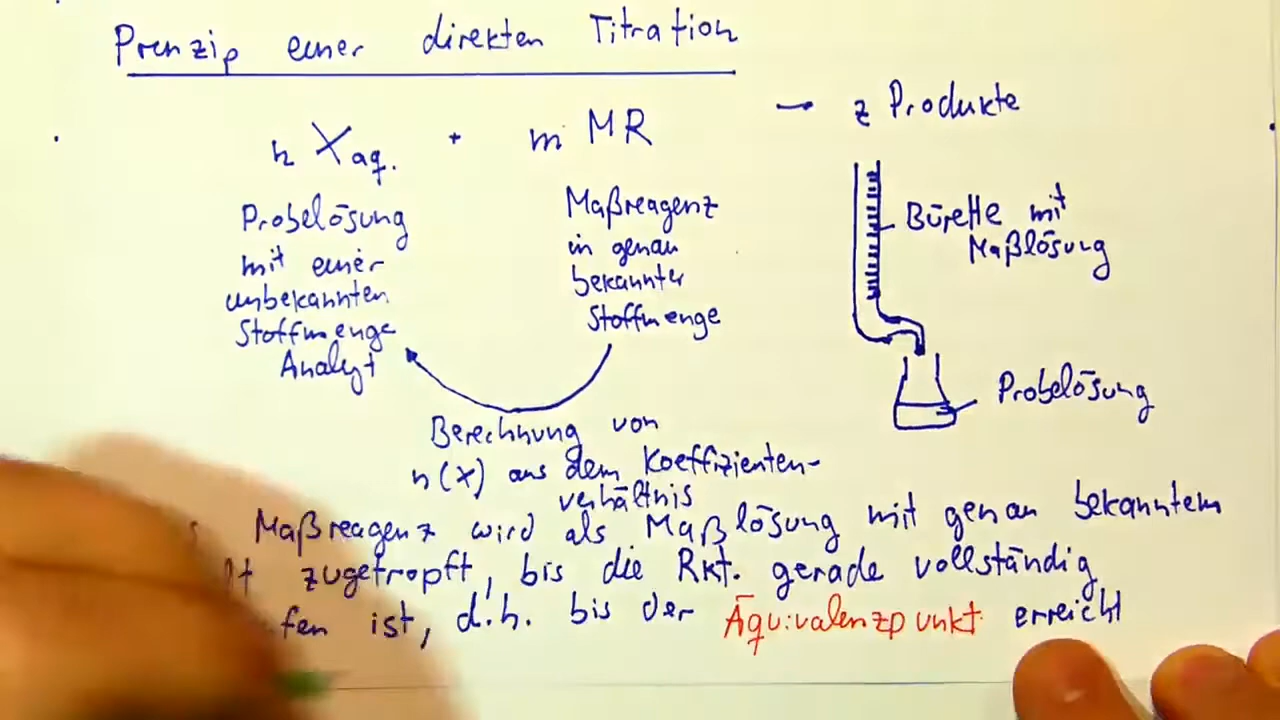 Prinzip einer direkten Titration
n Xaq. + m MR → z Produkte
Probelösung
mit einer
unbekannten
Stoffmenge
Analyt
Maßreagenz
in genau
bekannter
Stoffmenge
Bürette mit
Maßlösung
Probelösung
Berechnung von
n(X) aus dem Koeffizienten-
verhältnis
Maßreagenz wird als Maßlösung mit genau bekanntem
zugetropft, bis die Rkt. gerade vollständig
ist, d.h. bis der Äquivalenzpunkt erreicht